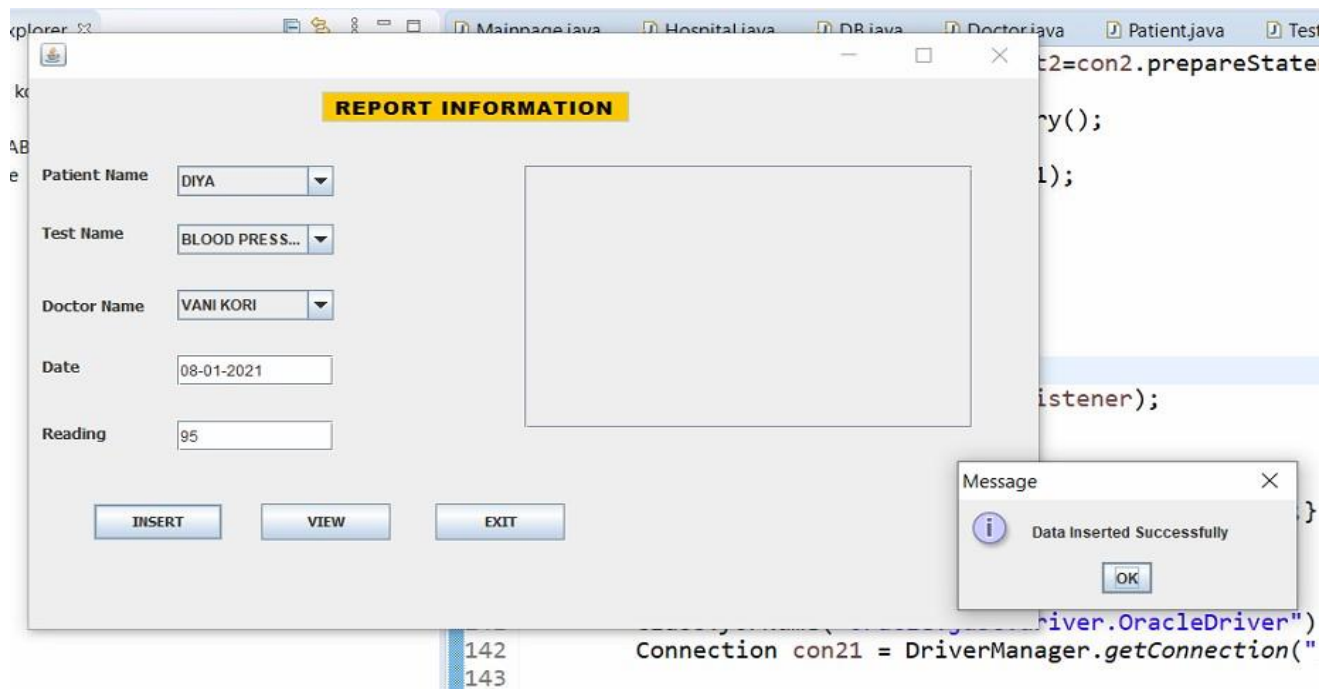 xplorer
Mainpage.java Hospital.java DB.java Doctor.java Patient.java Test
REPORT INFORMATION
t2=con2.prepareState
ry();
1);
Patient Name DIYA
Test Name BLOOD PRESS...
Doctor Name VANI KORI
Date 08-01-2021
istener);
Reading 95
INSERT VIEW EXIT
Message
Data Inserted Successfully
;}
OK
river.OracleDriver")
142 Connection con21 = DriverManager.getConnection("
143